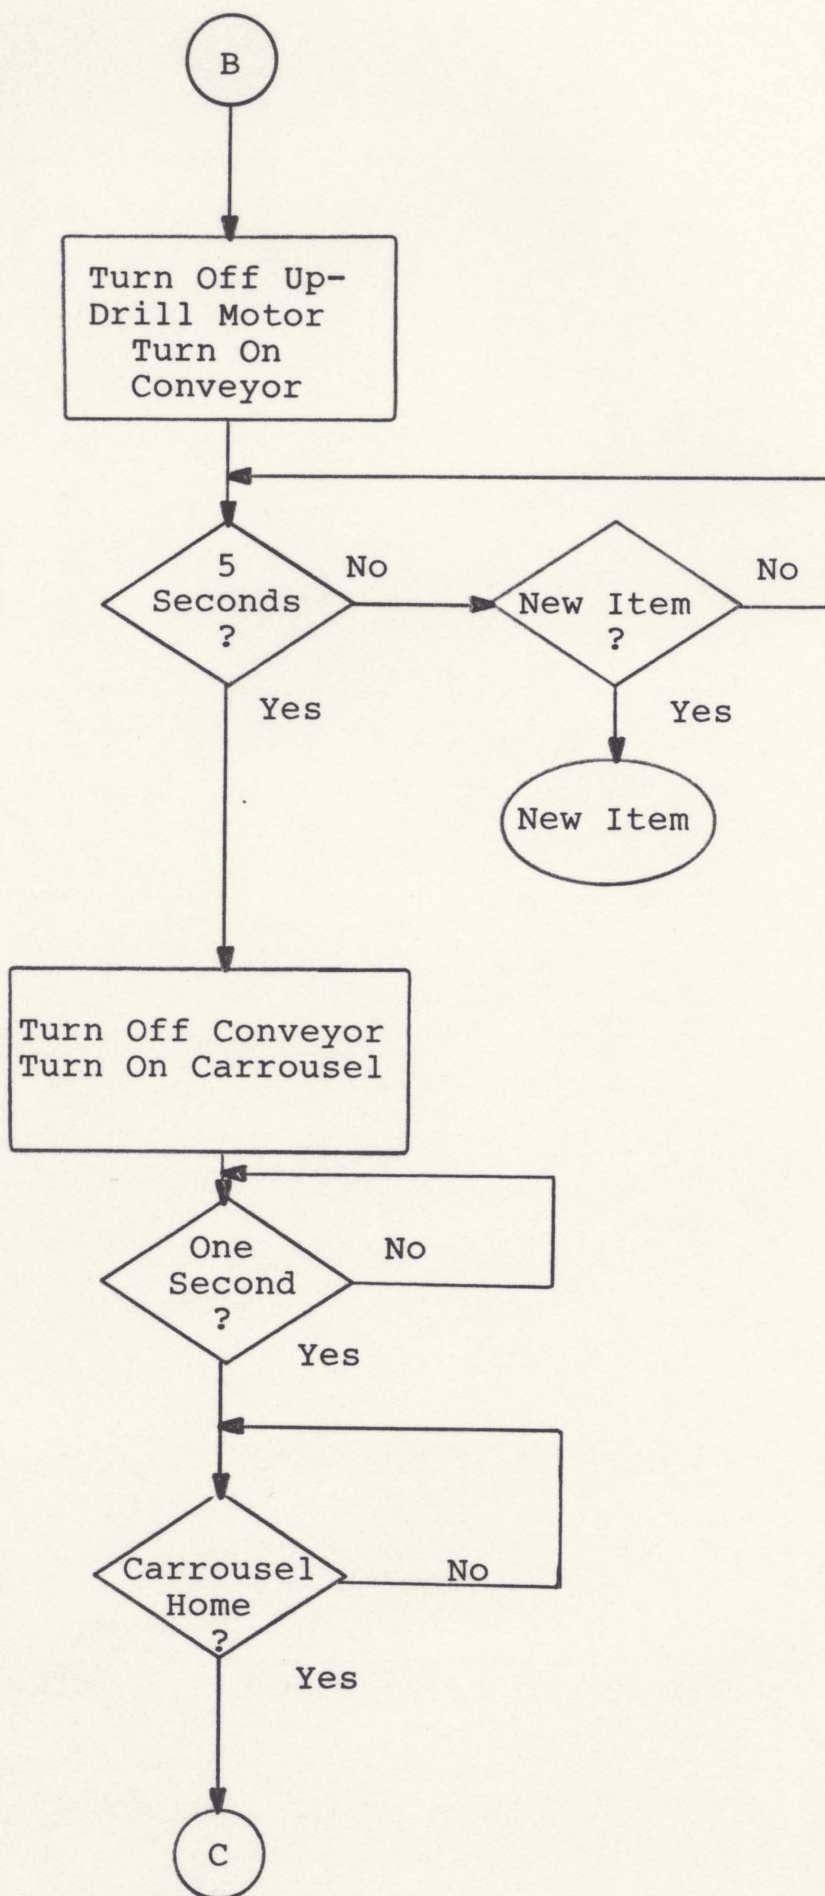 B
Turn Off Up-
Drill Motor
Turn On
Conveyor
5
Seconds
?
No
New Item
?
No
Yes
Yes
New Item
Turn Off Conveyor
Turn On Carrousel
One
Second
?
No
Yes
Carrousel
Home
?
No
Yes
C